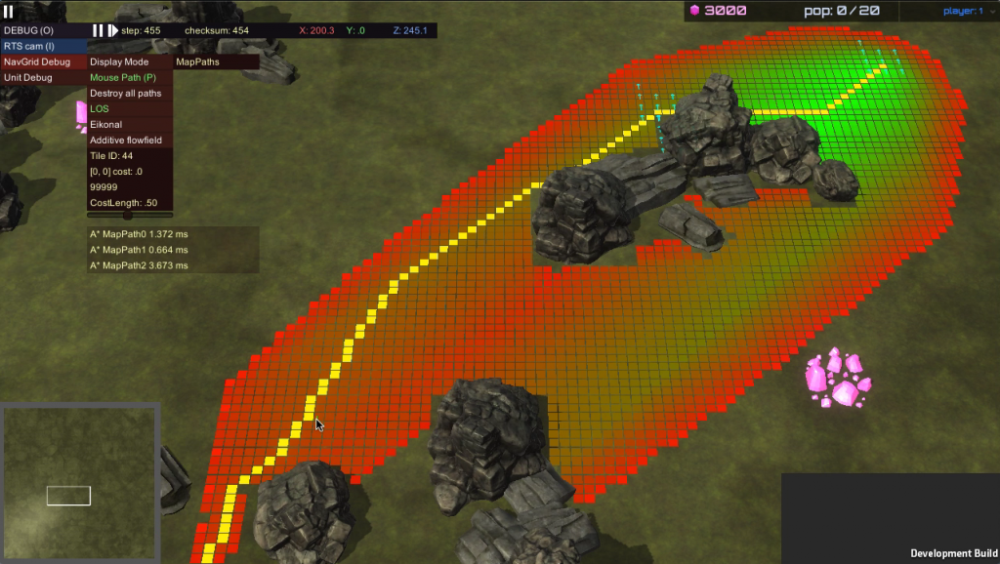 3000 pop: 0/20 player: 1
DEBUG (O) step: 455 checksum: 454 X: 200.3 Y: .0 Z: 245.1
RTS cam (I)
NavGrid Debug Display Mode MapPaths
Unit Debug Mouse Path (P)
Destroy all paths
LOS
Eikonal
Additive flowfield
Tile ID: 44
[0, 0] cost: .0
99999
CostLength: .50
A* MapPath0 1.372 ms
A* MapPath1 0.664 ms
A* MapPath2 3.673 ms
Development Build